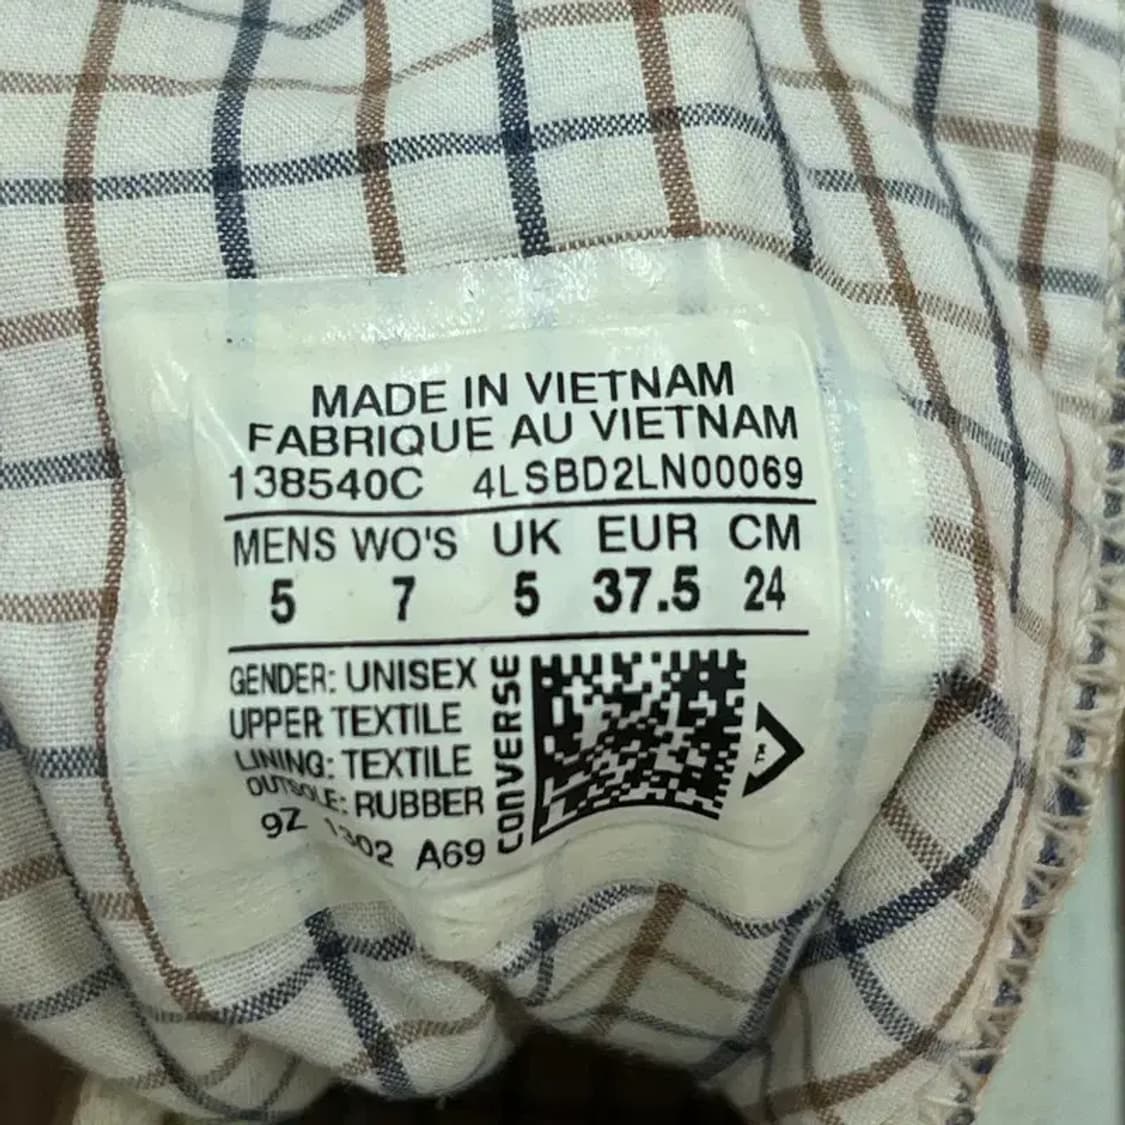 MADE IN VIETNAM
FABRIQUE AU VIETNAM
138540C 4LSBD2LN00069
MENS WO'S UK EUR CM
5 7 5 37.5 24
GENDER: UNISEX
UPPER TEXTILE
LINING: TEXTILE
OUTSOLE: RUBBER
9Z 1302 A69
CONVERSE